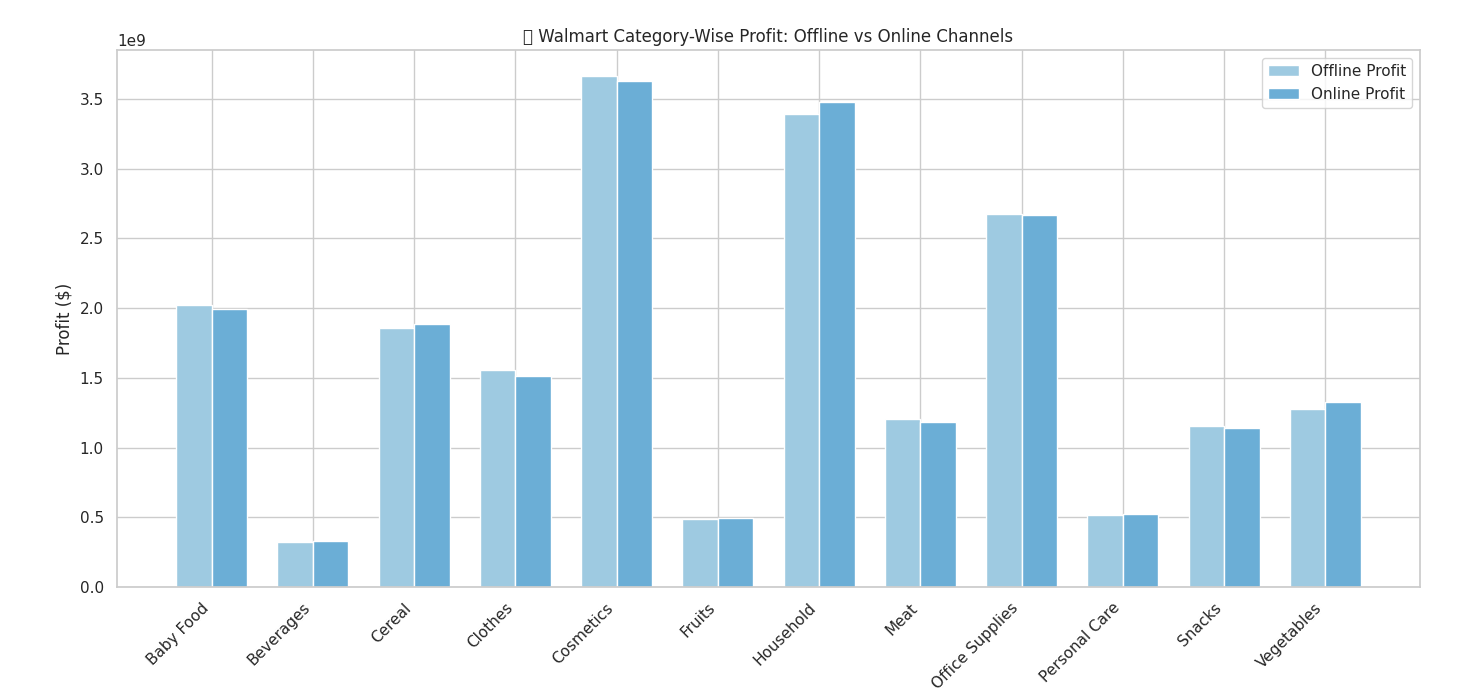 1e9
▯ Walmart Category-Wise Profit: Offline vs Online Channels
Offline Profit
Online Profit
Profit ($)
3.5
3.0
2.5
2.0
1.5
1.0
0.5
0.0
Baby Food
Beverages
Cereal
Clothes
Cosmetics
Fruits
Household
Meat
Office Supplies
Personal Care
Snacks
Vegetables